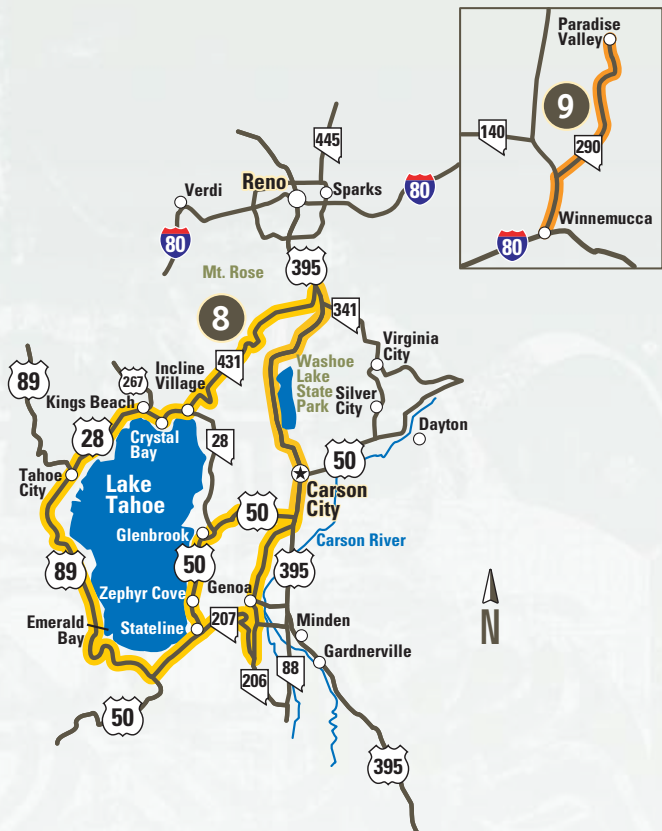 Paradise
Valley
9
140
290
Winnemucca
80
445
Reno
Sparks
Verdi
80
80
Mt. Rose
395
8
341
Virginia
City
Incline
Village
431
Washoe
Lake
State
Park
Silver
City
89
267
Kings Beach
Dayton
28
Crystal
Bay
28
50
Tahoe
City
Lake
Tahoe
Carson
City
50
Glenbrook
Carson River
50
89
395
Zephyr Cove
Genoa
Emerald
Bay
Stateline
207
Minden
Gardnerville
88
206
50
395
N